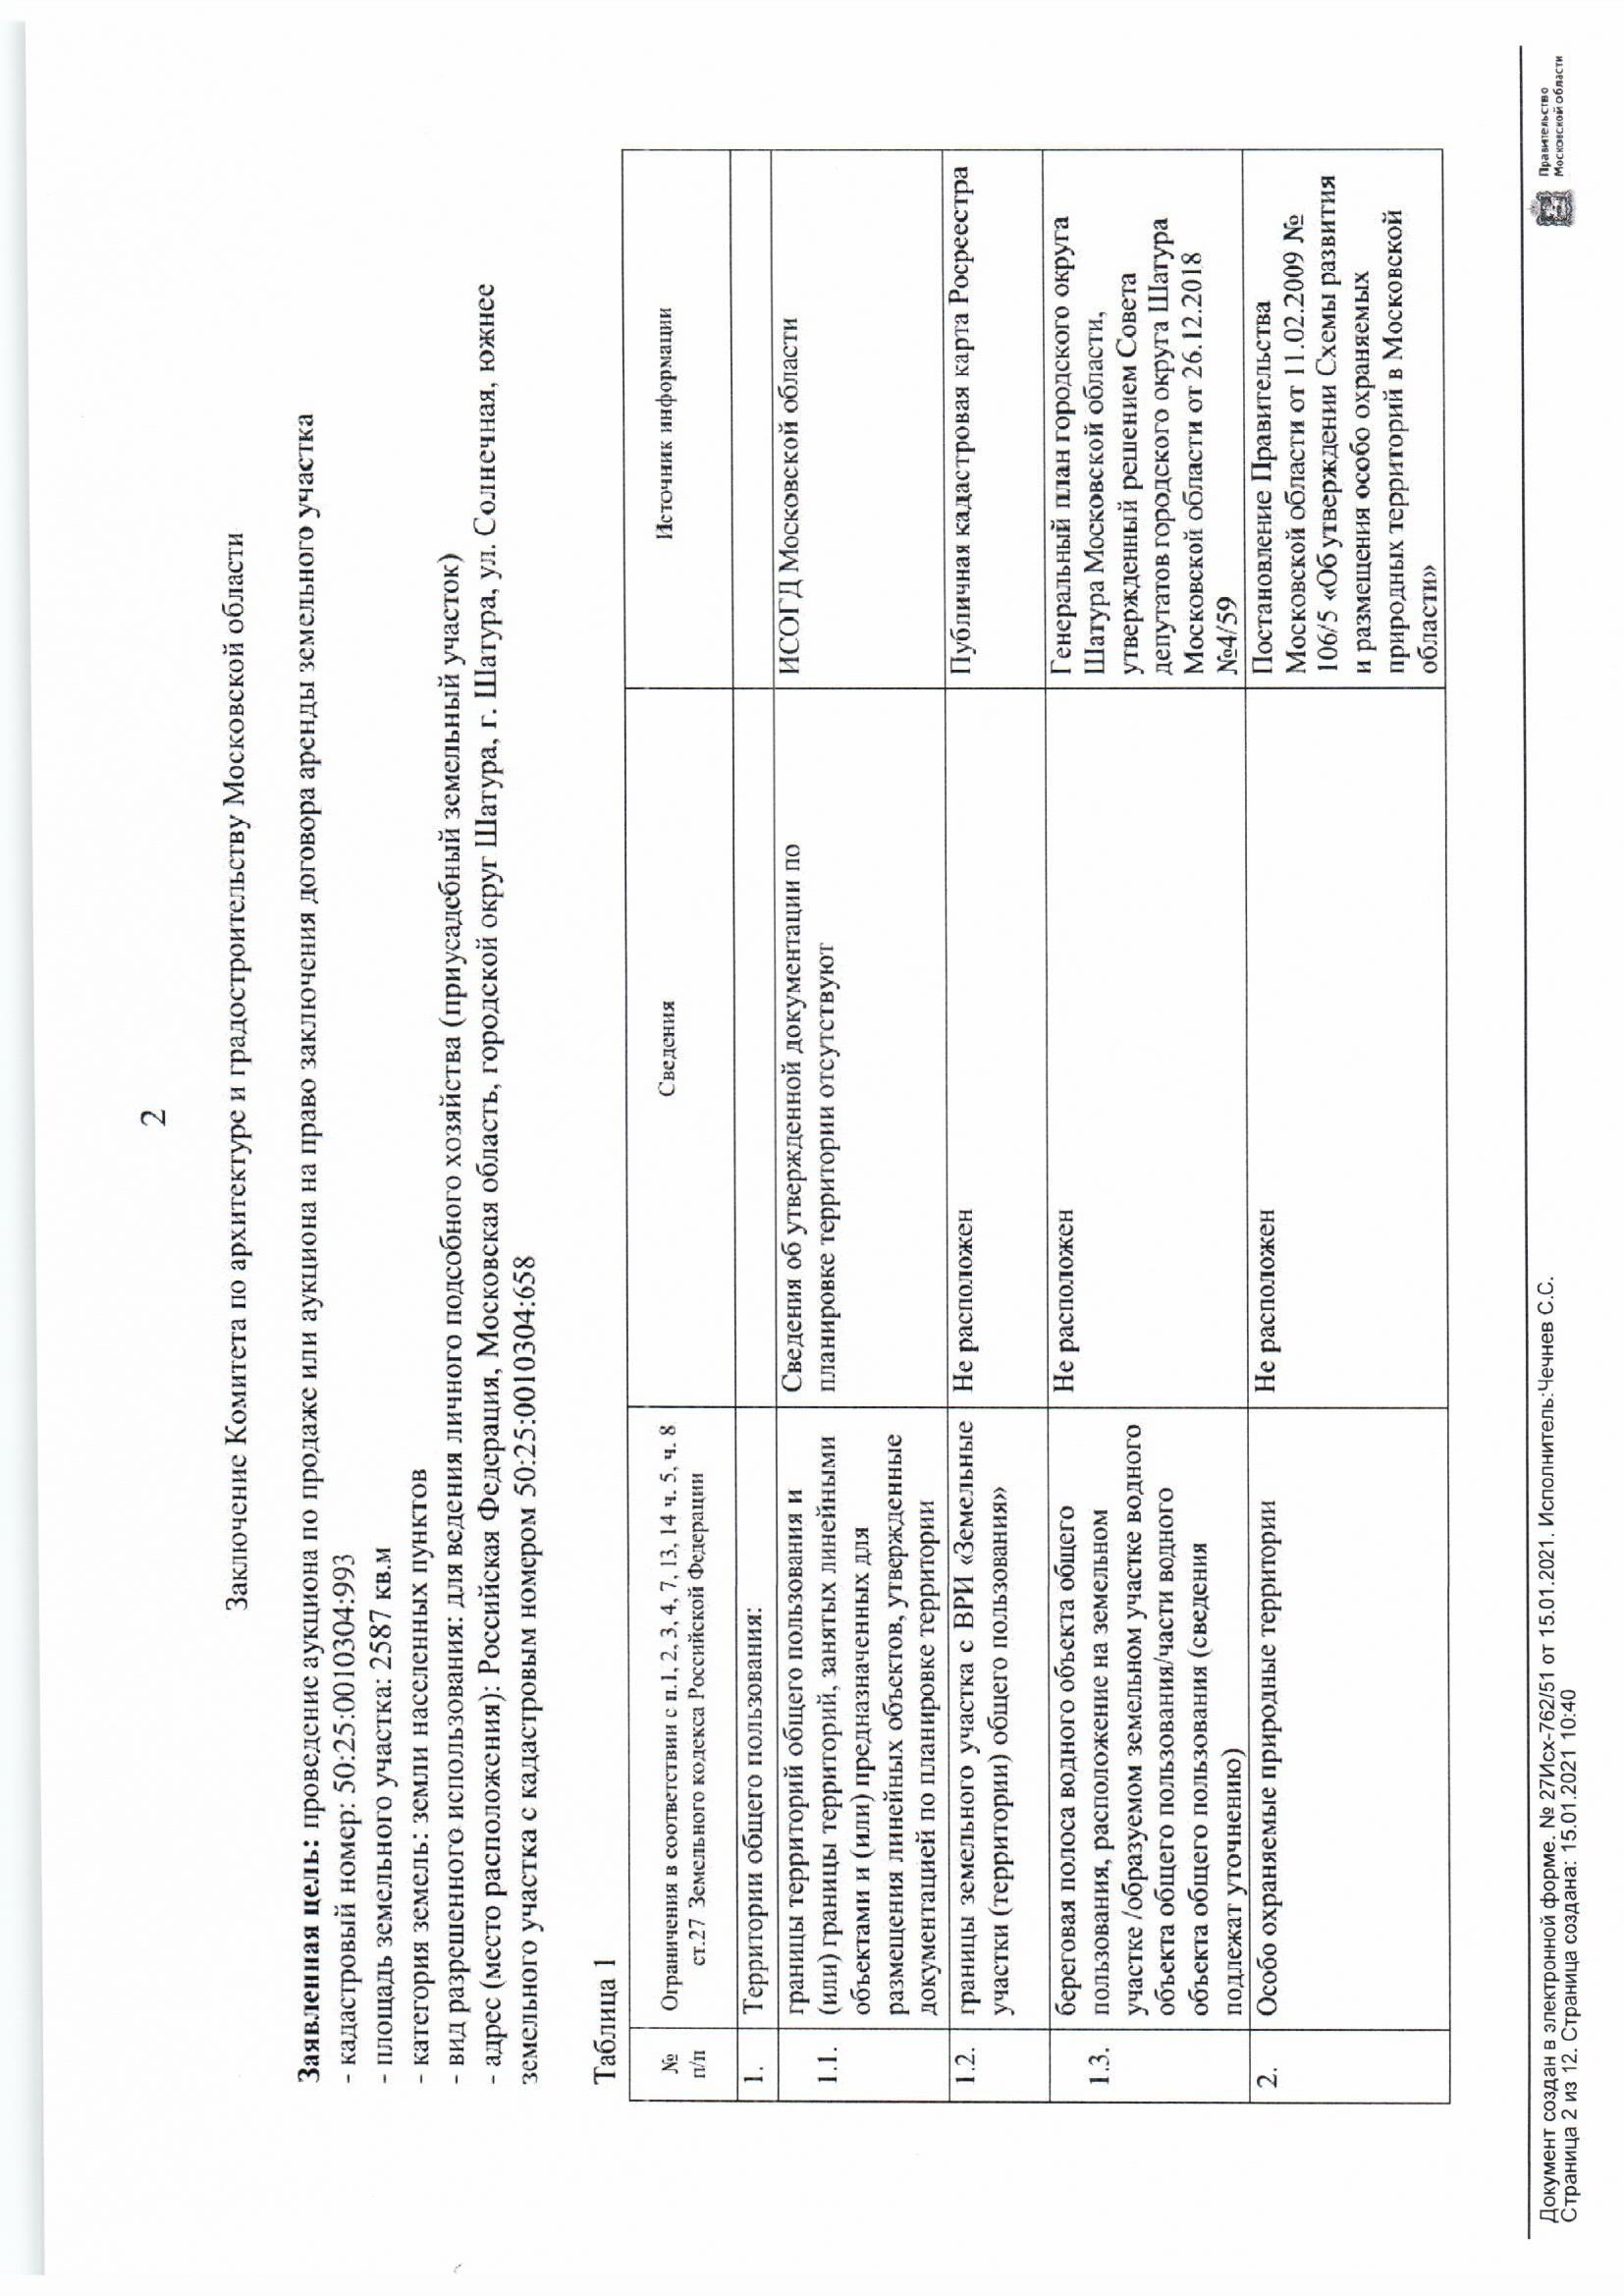 2
Заключение Комитета по архитектуре и градостроительству Московской области
Заявленная цель: проведение аукциона по продаже или аукциона на право заключения договора аренды земельного участка
- кадастровый номер: 50:25:0010304:993
- площадь земельного участка: 2587 кв.м
- категория земель: земли населенных пунктов
- вид разрешенного использования: для ведения личного подсобного хозяйства (приусадебный земельный участок)
- адрес (место расположения): Российская Федерация, Московская область, городской округ Шатура, г. Шатура, ул. Солнечная, южнее
земельного участка с кадастровым номером 50:25:0010304:658
Таблица 1
№
п/п
Ограничения в соответствии с п.1, 2, 3, 4, 7, 13, 14 ч. 5, ч. 8
ст.27 Земельного кодекса Российской Федерации
Сведения
Источник информации
1.
Территории общего пользования:
1.1.
границы территорий общего пользования и
(или) границы территорий, занятых линейными
объектами и (или) предназначенных для
размещения линейных объектов, утвержденные
документацией по планировке территории
Сведения об утвержденной документации по
планировке территории отсутствуют
ИСОГД Московской области
1.2.
границы земельного участка с ВРИ «Земельные
участки (территории) общего пользования»
Не расположен
Публичная кадастровая карта Росреестра
1.3.
береговая полоса водного объекта общего
пользования, расположение на земельном
участке /образуемом земельном участке водного
объекта общего пользования/части водного
объекта общего пользования (сведения
подлежат уточнению)
Не расположен
Генеральный план городского округа
Шатура Московской области,
утвержденный решением Совета
депутатов городского округа Шатура
Московской области от 26.12.2018
№4/59
2.
Особо охраняемые природные территории
Не расположен
Постановление Правительства
Московской области от 11.02.2009 №
106/5 «Об утверждении Схемы развития
и размещения особо охраняемых
природных территорий в Московской
области»
Документ создан в электронной форме. № 27Исх-762/51 от 15.01.2021. Исполнитель:Чечнев С.С.
Страница 2 из 12. Страница создана: 15.01.2021 10:40
Правительство
Московской области